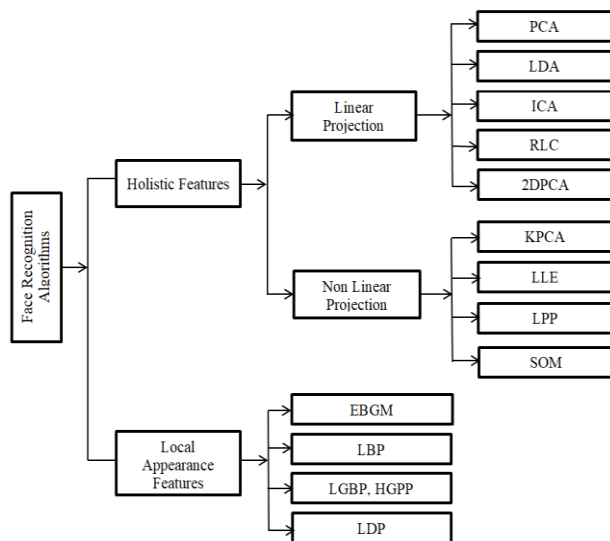 Face Recognition
Algorithms
Holistic Features
Linear
Projection
PCA
LDA
ICA
RLC
2DPCA
Non Linear
Projection
KPCA
LLE
LPP
SOM
Local
Appearance
Features
EBGM
LBP
LGBP, HGPP
LDP